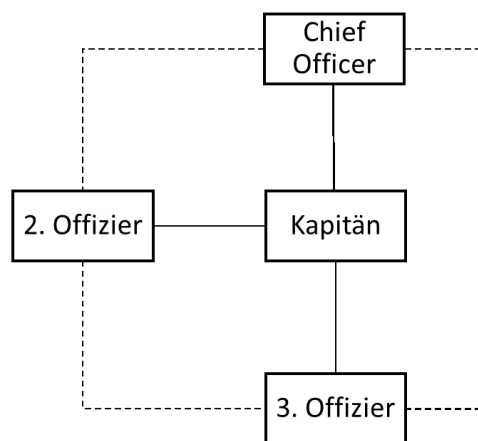 Chief
Officer
2. Offizier
Kapitän
3. Offizier